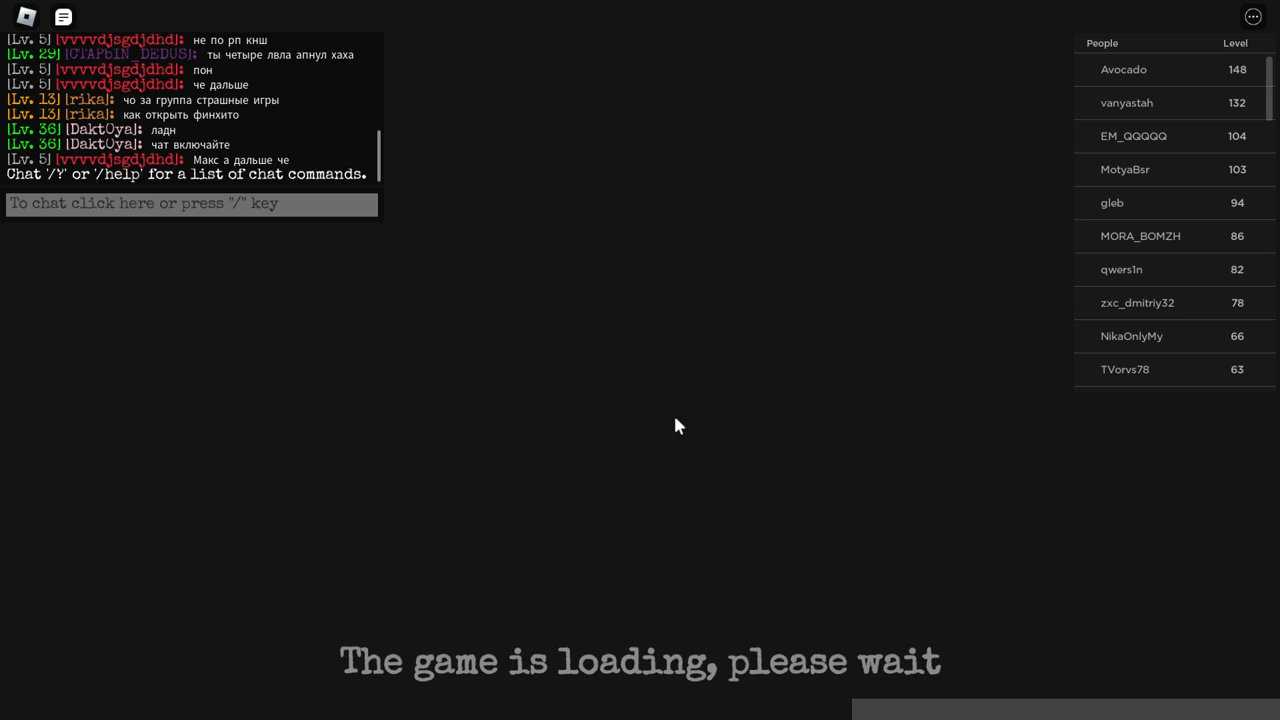 [Lv. 5] [vvvvdjsgdjdhd]: не по рп кнш
[Lv. 29] [CTAPbIN_DEDUS]: ты четыре лвла апнул хаха
[Lv. 5] [vvvvdjsgdjdhd]: пон
[Lv. 5] [vvvvdjsgdjdhd]: че дальше
[Lv. 13] [rika]: чо за группа страшные игры
[Lv. 13] [rika]: как открыть финхито
[Lv. 36] [DaktOya]: ладн
[Lv. 36] [DaktOya]: чат включайте
[Lv. 5] [vvvvdjsgdjdhd]: Макс а дальше че
Chat '/?' or '/help' for a list of chat commands.
To chat click here or press "/" key
People Level
Avocado 148
vanyastah 132
EM_QQQQQ 104
MotyaBsr 103
gleb 94
MORA_BOMZH 86
qwers1n 82
zxc_dmitriy32 78
NikaOnlyMy 66
TVorvs78 63
The game is loading, please wait